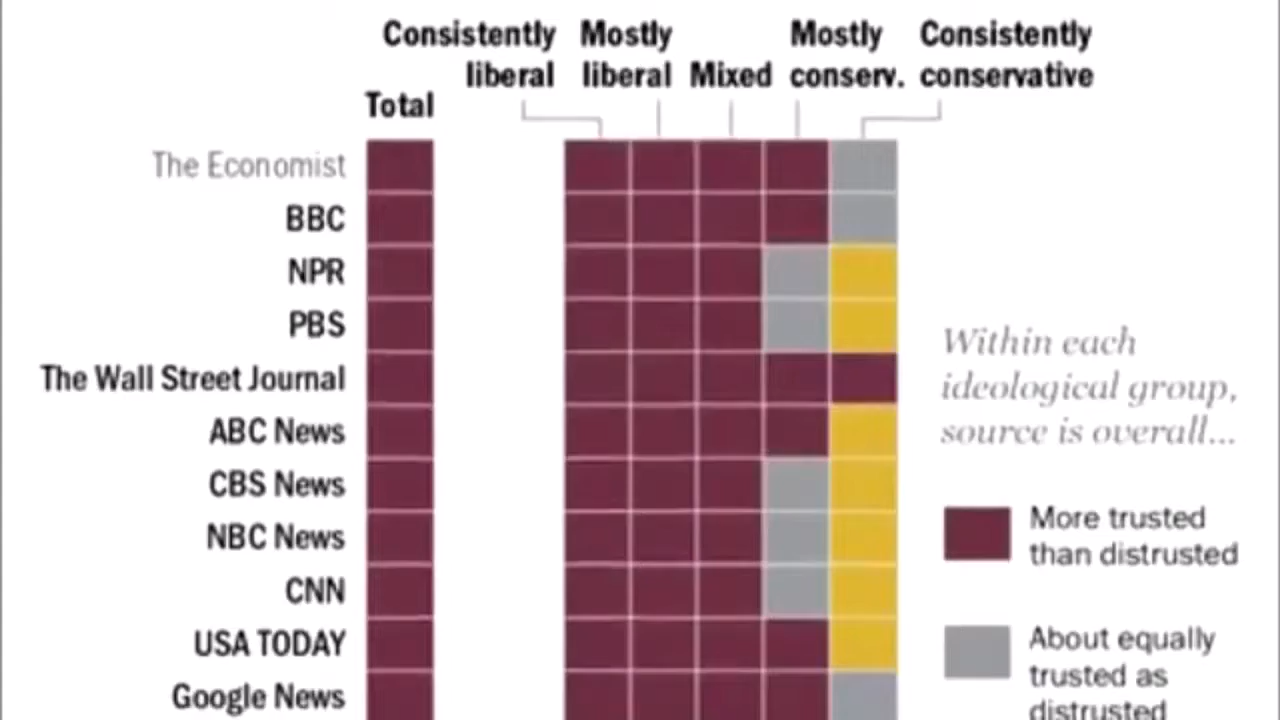 Consistently liberal
Mostly liberal
Mixed
Mostly conserv.
Consistently conservative
Total
The Economist
BBC
NPR
PBS
The Wall Street Journal
ABC News
CBS News
NBC News
CNN
USA TODAY
Google News
Within each
ideological group,
source is overall...
More trusted
than distrusted
About equally
trusted as
distrusted